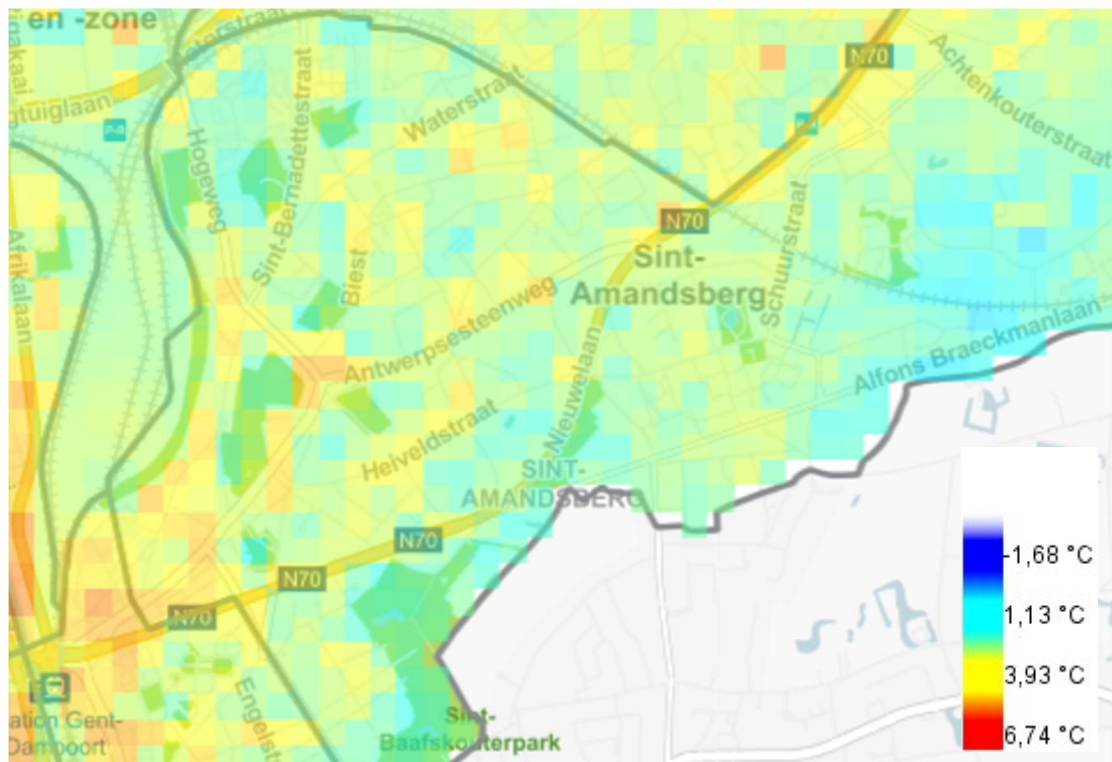 en -zone
gtuiglaan
Hogeweg
Sint-Bernadettestraat
Waterstraat
N70
Achtenkouterstraat
P+R
Afrikalaan
Biest
N70
Sint-
Amandsberg
Schuurstraat
Antwerpsesteenweg
Nieuwelaan
Alfons Braeckmanlaan
Heiveldstraat
SINT-
AMANDSBERG
N70
N70
N70
Engelst
ation Gent-
Dampoort
Sint-
Baafskouterpark
-1,68 °C
1,13 °C
3,93 °C
6,74 °C